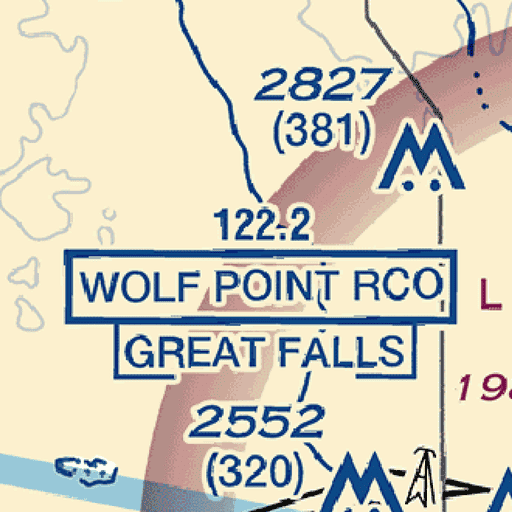 2827
(381)
122.2
WOLF POINT RCO
L
GREAT FALLS
2552
(320)